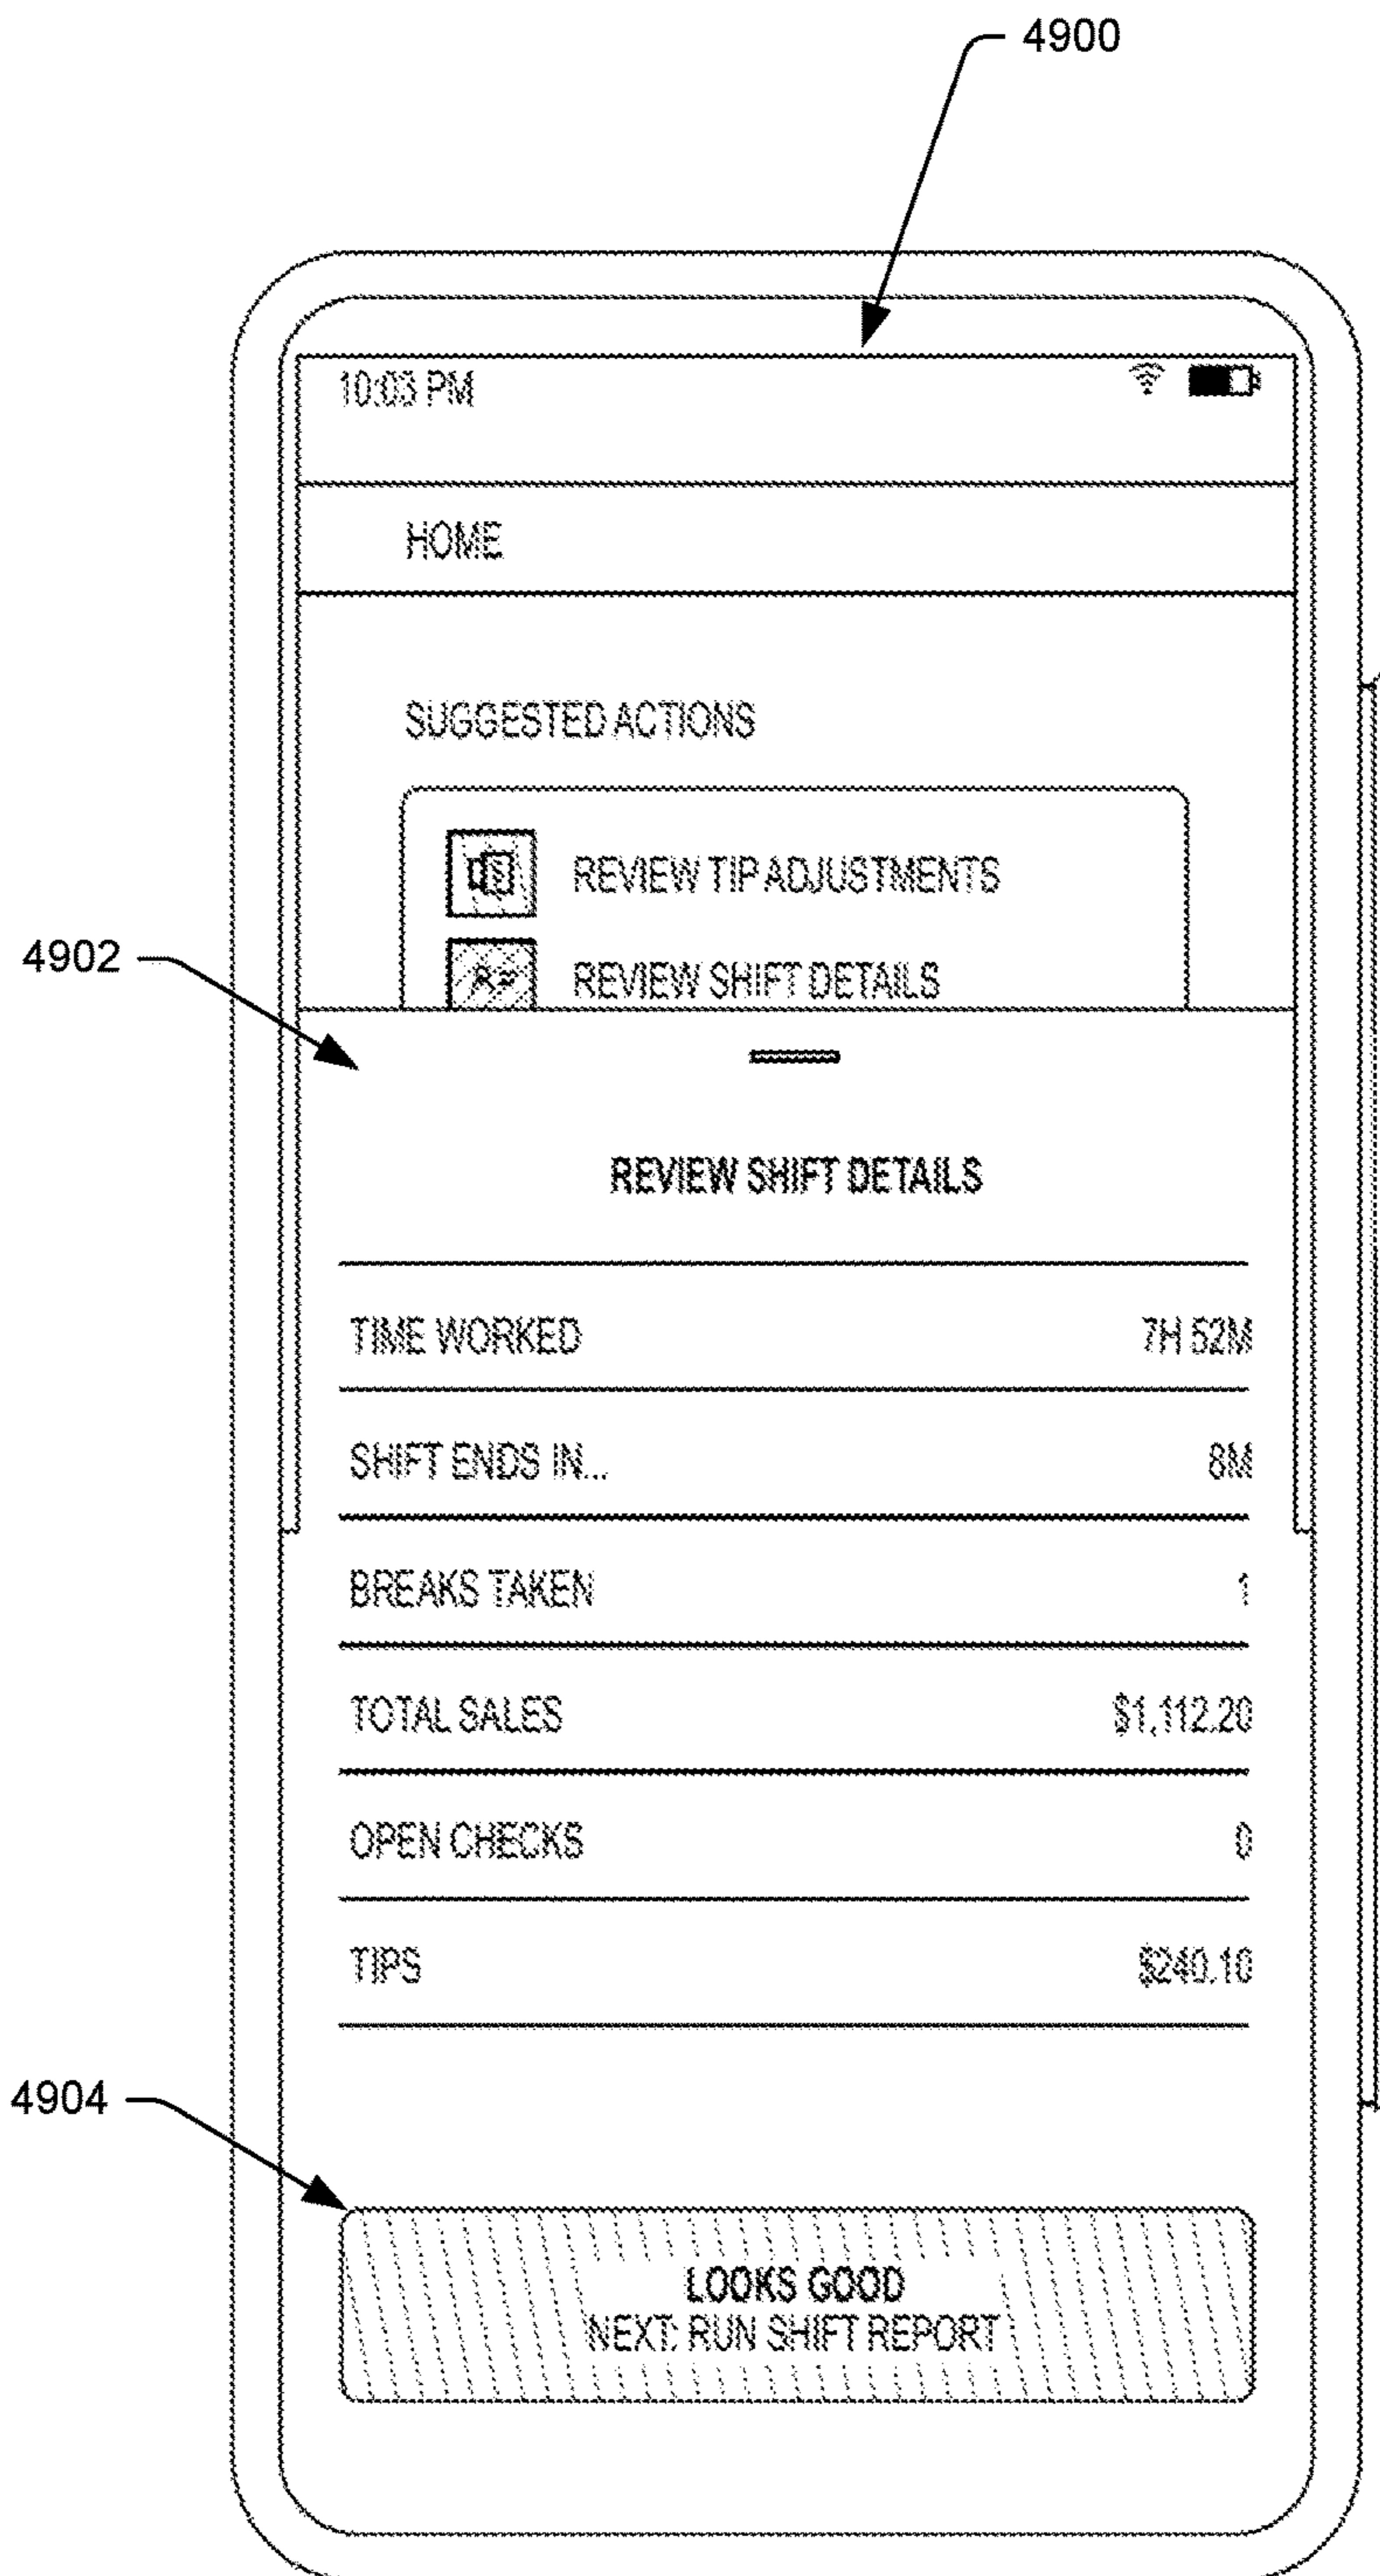 4900
10:03 PM
HOME
SUGGESTED ACTIONS
REVIEW TIP ADJUSTMENTS
4902
REVIEW SHIFT DETAILS
REVIEW SHIFT DETAILS
TIME WORKED 7H 52M
SHIFT ENDS IN... 8M
BREAKS TAKEN 1
TOTAL SALES $1,112.20
OPEN CHECKS 0
TIPS $240.10
4904
LOOKS GOOD
NEXT: RUN SHIFT REPORT